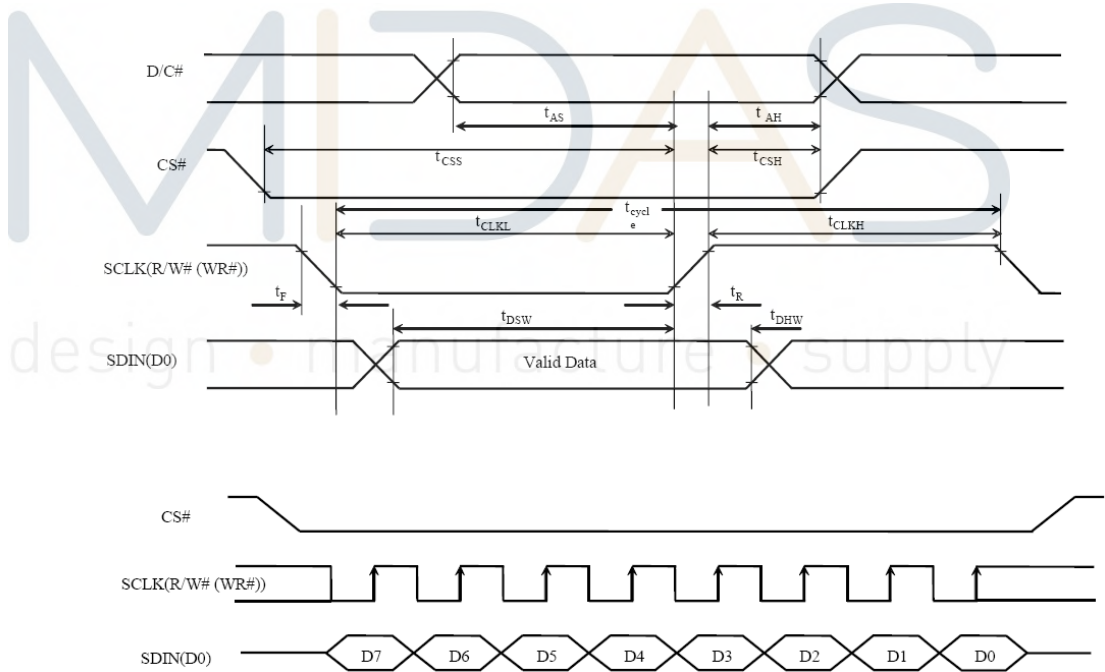 MIDAS
design • manufacture • supply
D/C#
tAS
tAH
CS#
tCSS
tCSH
tcycl
e
tCLKL
tCLKH
SCLK(R/W# (WR#))
tF
tR
tDSW
tDHW
SDIN(D0)
Valid Data
CS#
SCLK(R/W# (WR#))
SDIN(D0)
D7 D6 D5 D4 D3 D2 D1 D0